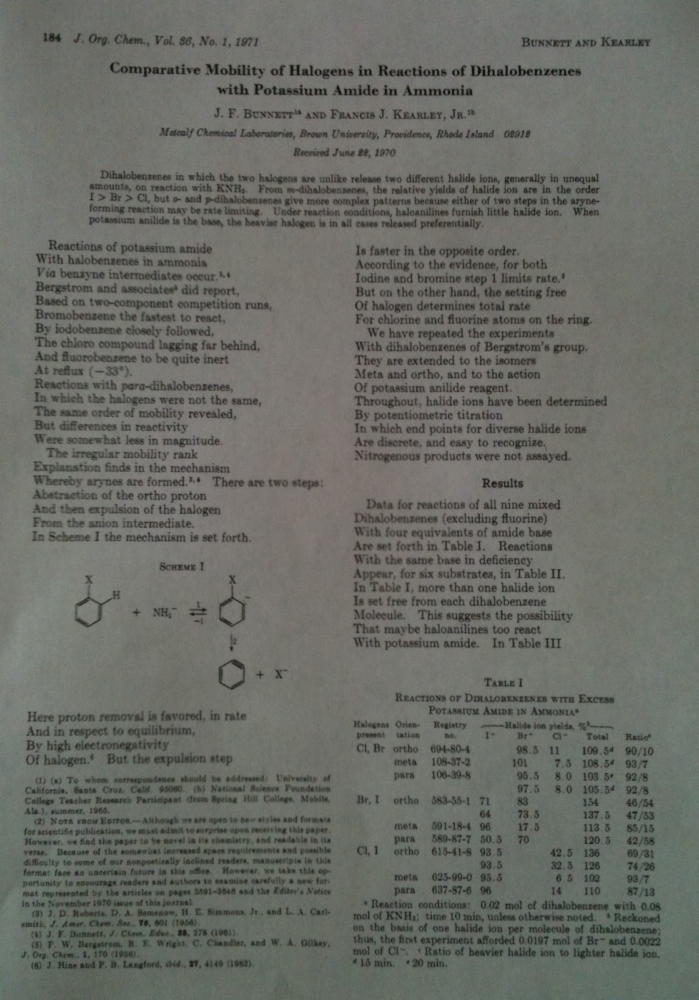 184 J. Org. Chem., Vol. 36, No. 1, 1971
BUNNETT AND KEARLEY
Comparative Mobility of Halogens in Reactions of Dihalobenzenes
with Potassium Amide in Ammonia
J. F. BUNNETT1a AND FRANCIS J. KEARLEY, JR.1b
Metcalf Chemical Laboratories, Brown University, Providence, Rhode Island 02912
Received June 22, 1970
Dihalobenzenes in which the two halogens are unlike release two different halide ions, generally in unequal
amounts, on reaction with KNH2. From m-dihalobenzenes, the relative yields of halide ion are in the order
I > Br > Cl, but o- and p-dihalobenzenes give more complex patterns because either of two steps in the aryne-
forming reaction may be rate limiting. Under reaction conditions, haloanilines furnish little halide ion. When
potassium anilide is the base, the heavier halogen is in all cases released preferentially.
Reactions of potassium amide
With halobenzenes in ammonia
Via benzyne intermediates occur.3,4
Bergstrom and associates5 did report,
Based on two-component competition runs,
Bromobenzene the fastest to react,
By iodobenzene closely followed,
The chloro compound lagging far behind,
And fluorobenzene to be quite inert
At reflux (−33°).
Reactions with para-dihalobenzenes,
In which the halogens were not the same,
The same order of mobility revealed,
But differences in reactivity
Were somewhat less in magnitude.
The irregular mobility rank
Explanation finds in the mechanism
Whereby arynes are formed.3,4 There are two steps:
Abstraction of the ortho proton
And then expulsion of the halogen
From the anion intermediate.
In Scheme I the mechanism is set forth.
SCHEME I
X
H
+ NH2− 1 −1
X
−
2
+ X−
Here proton removal is favored, in rate
And in respect to equilibrium,
By high electronegativity
Of halogen.6 But the expulsion step
(1) (a) To whom correspondence should be addressed: University of
California, Santa Cruz, Calif. 95060. (b) National Science Foundation
College Teacher Research Participant (from Spring Hill College, Mobile,
Ala.), summer, 1965.
(2) NOTE FROM EDITOR.—Although we are open to new styles and formats
for scientific publication, we must admit to surprise upon receiving this paper.
However, we find the paper to be novel in its chemistry, and readable in its
verse. Because of the somewhat increased space requirements and possible
difficulty to some of our nonpoetically inclined readers, manuscripts in this
format face an uncertain future in this office. However, we take this op-
portunity to encourage readers and authors to examine carefully a new for-
mat represented by the articles on pages 3591–3646 and the Editor's Notice
in the November 1970 issue of this journal.
(3) J. D. Roberts, D. A. Semenow, H. E. Simmons, Jr., and L. A. Carl-
smith, J. Amer. Chem. Soc., 78, 601 (1956).
(4) J. F. Bunnett, J. Chem. Educ., 38, 278 (1961).
(5) F. W. Bergstrom, R. E. Wright, C. Chandler, and W. A. Gilkey,
J. Org. Chem., 1, 170 (1936).
(6) J. Hine and P. B. Langford, ibid., 27, 4149 (1962).
Is faster in the opposite order.
According to the evidence, for both
Iodine and bromine step 1 limits rate.3
But on the other hand, the setting free
Of halogen determines total rate
For chlorine and fluorine atoms on the ring.
We have repeated the experiments
With dihalobenzenes of Bergstrom's group.
They are extended to the isomers
Meta and ortho, and to the action
Of potassium anilide reagent.
Throughout, halide ions have been determined
By potentiometric titration
In which end points for diverse halide ions
Are discrete, and easy to recognize.
Nitrogenous products were not assayed.
Results
Data for reactions of all nine mixed
Dihalobenzenes (excluding fluorine)
With four equivalents of amide base
Are set forth in Table I. Reactions
With the same base in deficiency
Appear, for six substrates, in Table II.
In Table I, more than one halide ion
Is set free from each dihalobenzene
Molecule. This suggests the possibility
That maybe haloanilines too react
With potassium amide. In Table III
TABLE I
REACTIONS OF DIHALOBENZENES WITH EXCESS
POTASSIUM AMIDE IN AMMONIAa
Halogens Orien- Registry Halide ion yields, %b
present tation no. I− Br− Cl− Total Ratioc
Cl, Br ortho 694-80-4 98.5 11 109.5d 90/10
meta 108-37-2 101 7.5 108.5d 93/7
para 106-39-8 95.5 8.0 103.5e 92/8
97.5 8.0 105.5d 92/8
Br, I ortho 583-55-1 71 83 154 46/54
64 73.5 137.5 47/53
meta 591-18-4 96 17.5 113.5 85/15
para 589-87-7 50.5 70 120.5 42/58
Cl, I ortho 615-41-8 93.5 42.5 136 69/31
93.5 32.5 126 74/26
meta 625-99-0 95.5 6.5 102 93/7
para 637-87-6 96 14 110 87/13
a Reaction conditions: 0.02 mol of dihalobenzene with 0.08
mol of KNH2; time 10 min, unless otherwise noted. b Reckoned
on the basis of one halide ion per molecule of dihalobenzene;
thus, the first experiment afforded 0.0197 mol of Br− and 0.0022
mol of Cl−. c Ratio of heavier halide ion to lighter halide ion.
d 15 min. e 20 min.